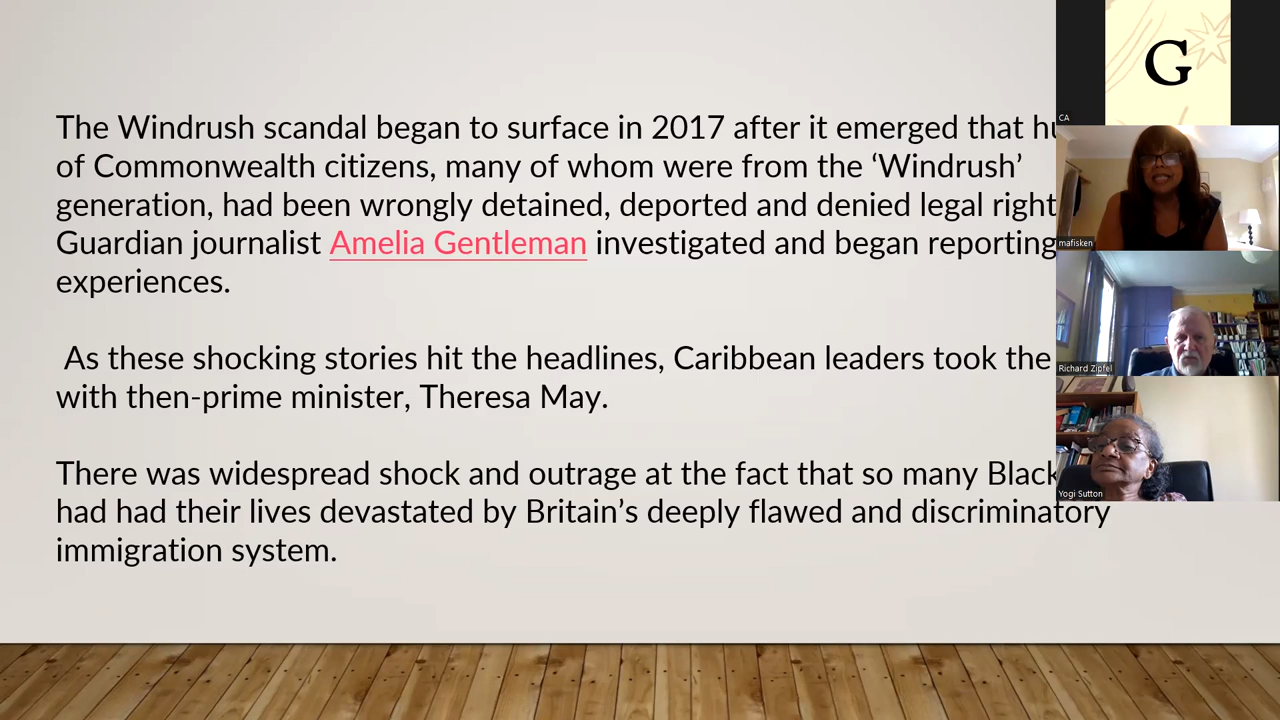 The Windrush scandal began to surface in 2017 after it emerged that
of Commonwealth citizens, many of whom were from the ‘Windrush’
generation, had been wrongly detained, deported and denied legal
Guardian journalist Amelia Gentleman investigated and began reporting
experiences.
As these shocking stories hit the headlines, Caribbean leaders took the
with then-prime minister, Theresa May.
There was widespread shock and outrage at the fact that so many Black
had had their lives devastated by Britain’s deeply flawed and discriminatory
immigration system.
G
CA
mafisken
Richard Zipfel
Yogi Sutton